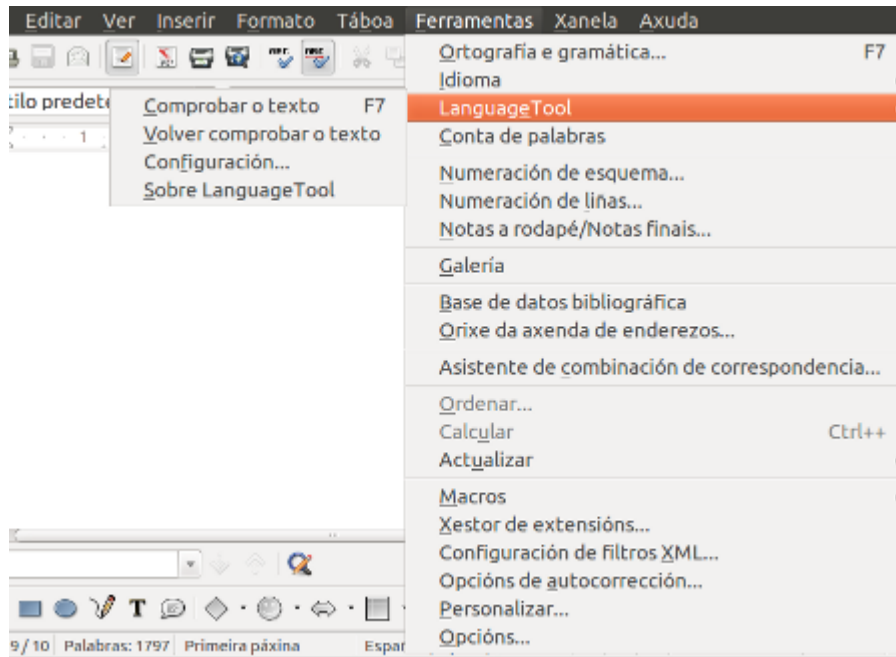 Editar Ver Inserir Formato Táboa Ferramentas Xanela Axuda
Ortografía e gramática... F7
Idioma
LanguageTool
Conta de palabras
Numeración de esquema...
Numeración de liñas...
Notas a rodapé/Notas finais...
Galería
Base de datos bibliográfica
Orixe da axenda de enderezos...
Asistente de combinación de correspondencia...
Ordenar...
Calcular Ctrl++
Actualizar
Macros
Xestor de extensións...
Configuración de filtros XML...
Opcións de autocorrección...
Personalizar...
Opcións...
Comprobar o texto F7
Volver comprobar o texto
Configuración...
Sobre LanguageTool
1
T
9 / 10 Palabras: 1797 Primeira páxina